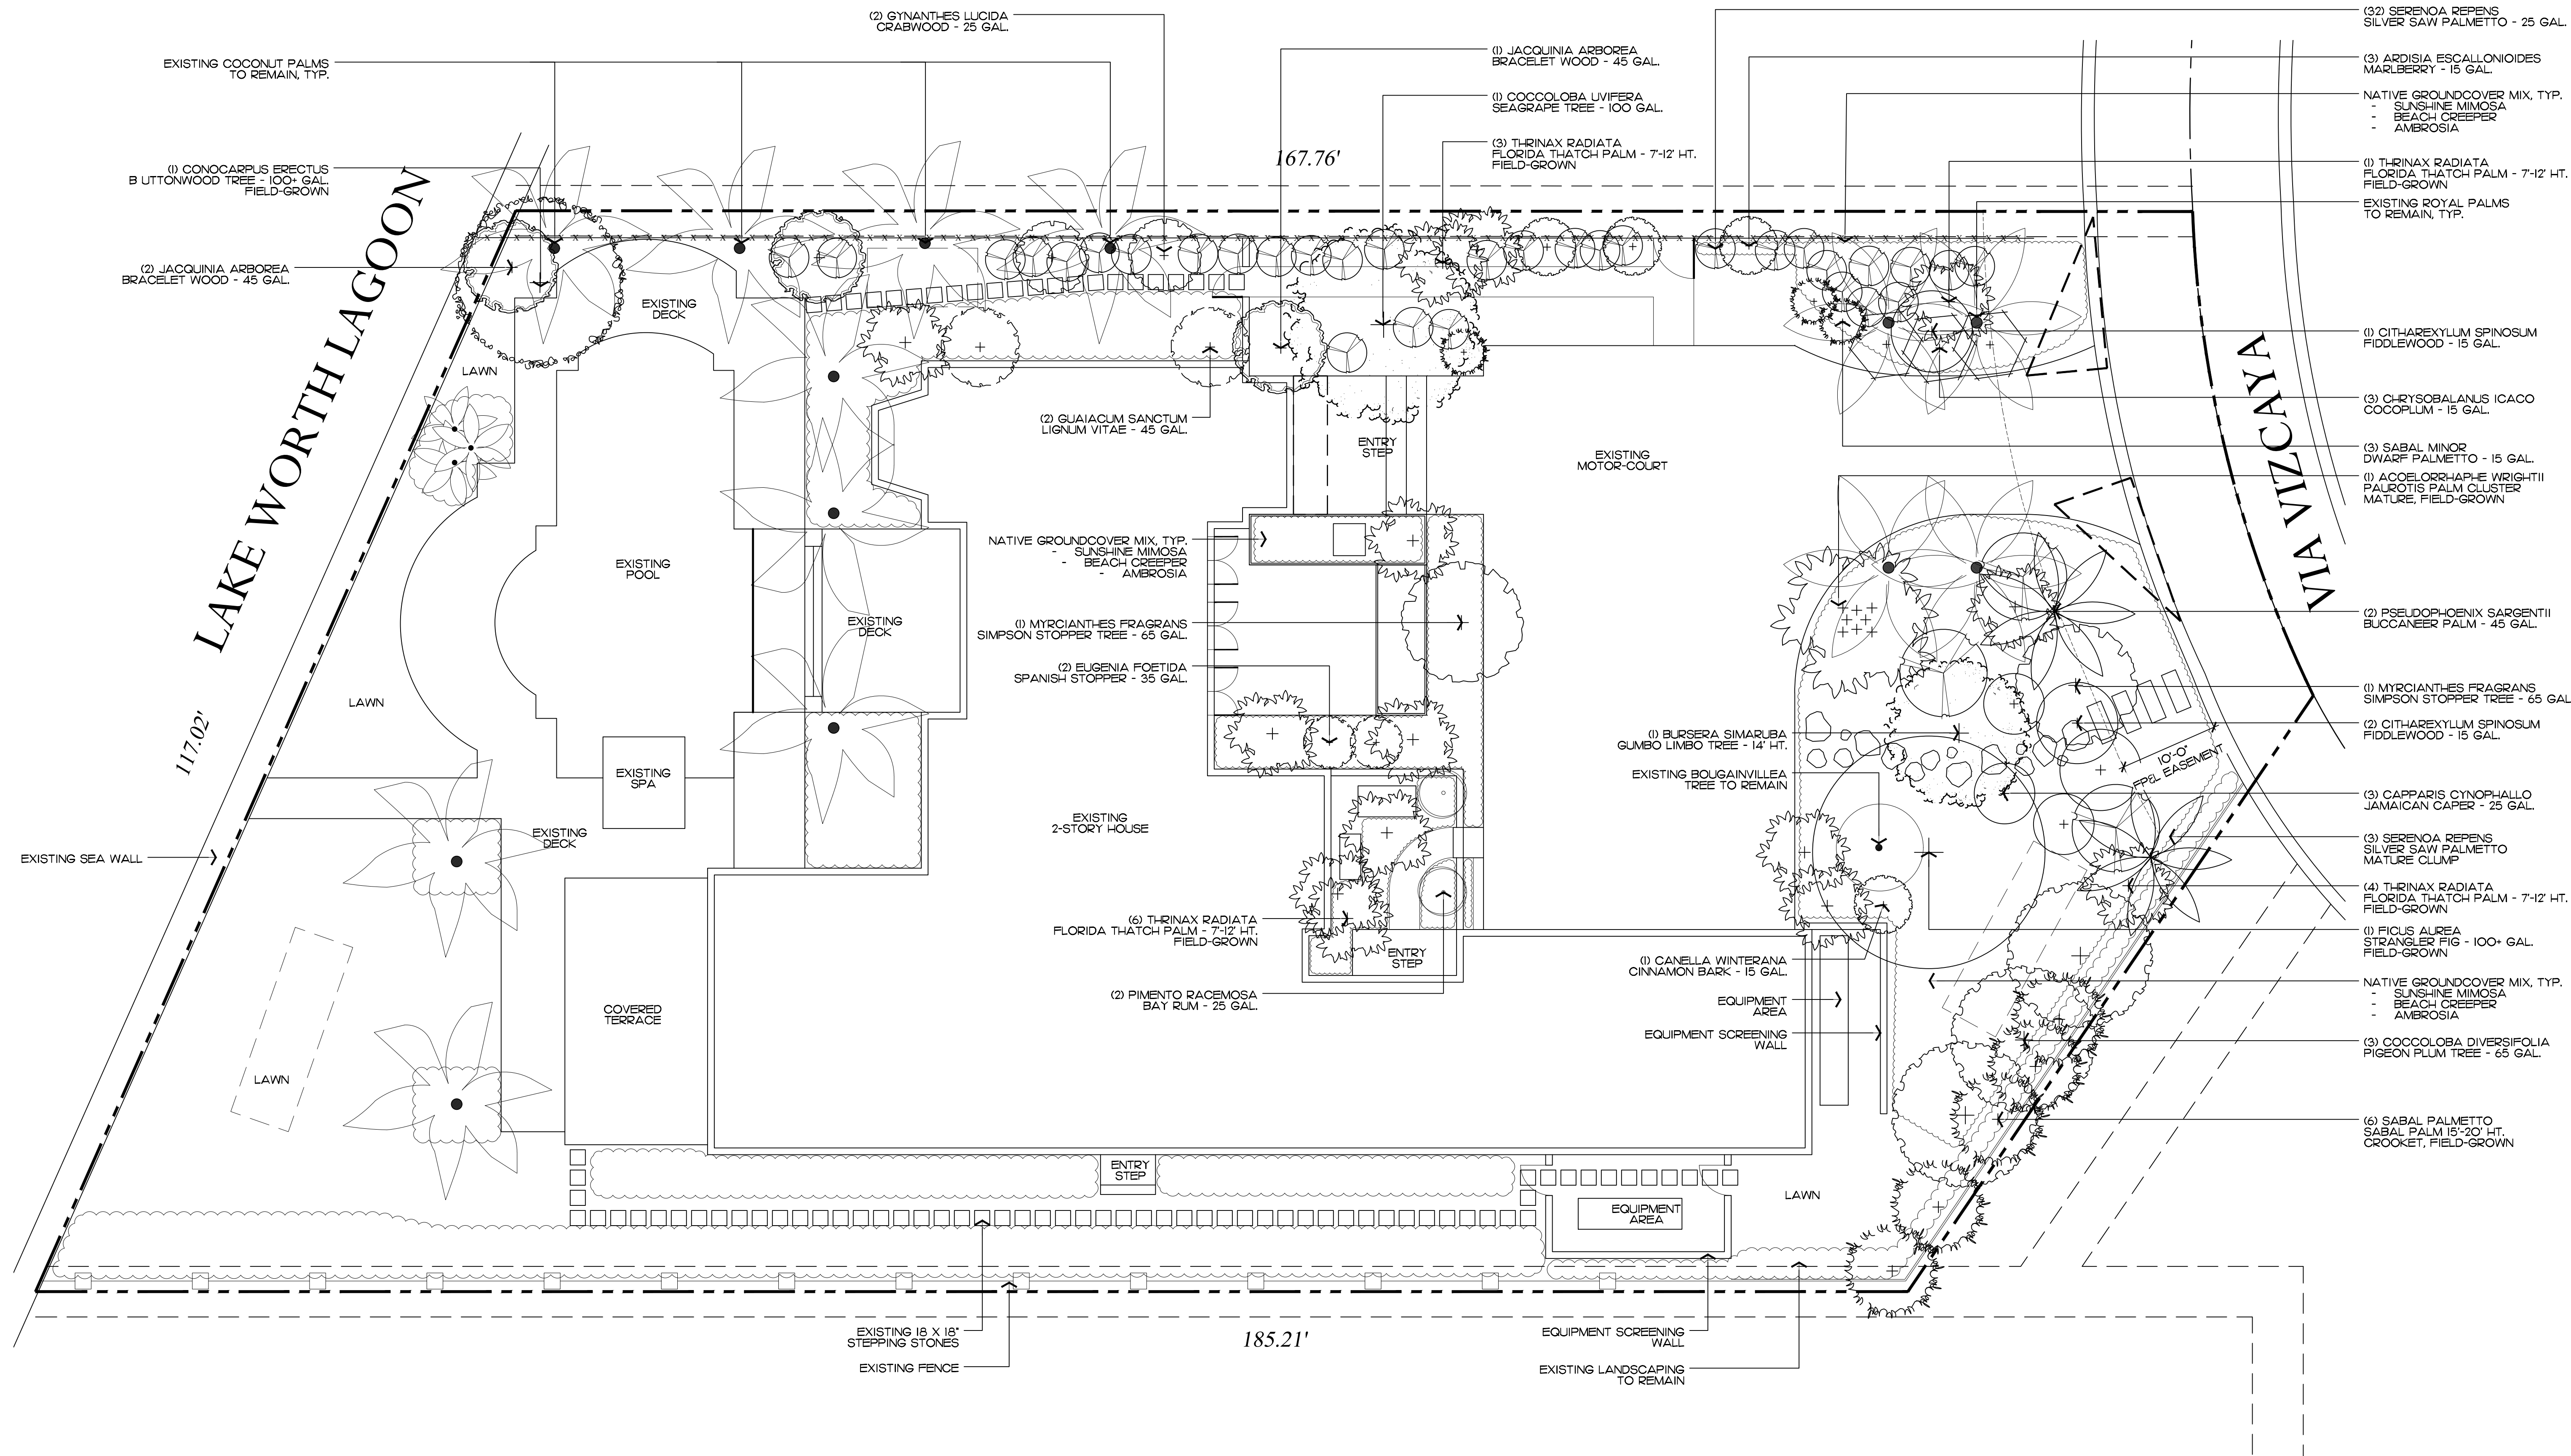 (2) GYNANTHES LUCIDA
CRABWOOD - 25 GAL.
EXISTING COCONUT PALMS
TO REMAIN, TYP.
(1) CONOCARPUS ERECTUS
B UTTONWOOD TREE - 100+ GAL.
FIELD-GROWN
(2) JACQUINIA ARBOREA
BRACELET WOOD - 45 GAL.
LAKE WORTH LAGOON
117.02'
EXISTING SEA WALL
(1) JACQUINIA ARBOREA
BRACELET WOOD - 45 GAL.
(1) COCCOLOBA UVIFERA
SEAGRAPE TREE - 100 GAL.
(3) THRINAX RADIATA
FLORIDA THATCH PALM - 7'-12' HT.
FIELD-GROWN
167.76'
EXISTING
DECK
LAWN
(2) GUAIACUM SANCTUM
LIGNUM VITAE - 45 GAL.
ENTRY
STEP
EXISTING
MOTOR-COURT
NATIVE GROUNDCOVER MIX, TYP.
- SUNSHINE MIMOSA
- BEACH CREEPER
- AMBROSIA
EXISTING
POOL
EXISTING
DECK
(1) MYRCIANTHES FRAGRANS
SIMPSON STOPPER TREE - 65 GAL.
(2) EUGENIA FOETIDA
SPANISH STOPPER - 35 GAL.
LAWN
EXISTING
SPA
EXISTING
DECK
EXISTING
2-STORY HOUSE
(1) BURSERA SIMARUBA
GUMBO LIMBO TREE - 14' HT.
EXISTING BOUGAINVILLEA
TREE TO REMAIN
10'-0"
FP&L EASEMENT
(6) THRINAX RADIATA
FLORIDA THATCH PALM - 7'-12' HT.
FIELD-GROWN
ENTRY
STEP
(2) PIMENTO RACEMOSA
BAY RUM - 25 GAL.
(1) CANELLA WINTERANA
CINNAMON BARK - 15 GAL.
EQUIPMENT
AREA
EQUIPMENT SCREENING
WALL
COVERED
TERRACE
LAWN
ENTRY
STEP
LAWN
EQUIPMENT
AREA
EXISTING 18 X 18"
STEPPING STONES
EXISTING FENCE
185.21'
EQUIPMENT SCREENING
WALL
EXISTING LANDSCAPING
TO REMAIN
VIA VIZCAYA
(32) SERENOA REPENS
SILVER SAW PALMETTO - 25 GAL.
(3) ARDISIA ESCALLONIOIDES
MARLBERRY - 15 GAL.
NATIVE GROUNDCOVER MIX, TYP.
- SUNSHINE MIMOSA
- BEACH CREEPER
- AMBROSIA
(1) THRINAX RADIATA
FLORIDA THATCH PALM - 7'-12' HT.
FIELD-GROWN
EXISTING ROYAL PALMS
TO REMAIN, TYP.
(1) CITHAREXYLUM SPINOSUM
FIDDLEWOOD - 15 GAL.
(3) CHRYSOBALANUS ICACO
COCOPLUM - 15 GAL.
(3) SABAL MINOR
DWARF PALMETTO - 15 GAL.
(1) ACOELORRHAPHE WRIGHTII
PAUROTIS PALM CLUSTER
MATURE, FIELD-GROWN
(2) PSEUDOPHOENIX SARGENTII
BUCCANEER PALM - 45 GAL.
(1) MYRCIANTHES FRAGRANS
SIMPSON STOPPER TREE - 65 GAL
(2) CITHAREXYLUM SPINOSUM
FIDDLEWOOD - 15 GAL.
(3) CAPPARIS CYNOPHALLO
JAMAICAN CAPER - 25 GAL.
(3) SERENOA REPENS
SILVER SAW PALMETTO
MATURE CLUMP
(4) THRINAX RADIATA
FLORIDA THATCH PALM - 7'-12' HT.
FIELD-GROWN
(1) FICUS AUREA
STRANGLER FIG - 100+ GAL.
FIELD-GROWN
NATIVE GROUNDCOVER MIX, TYP.
- SUNSHINE MIMOSA
- BEACH CREEPER
- AMBROSIA
(3) COCCOLOBA DIVERSIFOLIA
PIGEON PLUM TREE - 65 GAL.
(6) SABAL PALMETTO
SABAL PALM 15'-20' HT.
CROOKET, FIELD-GROWN